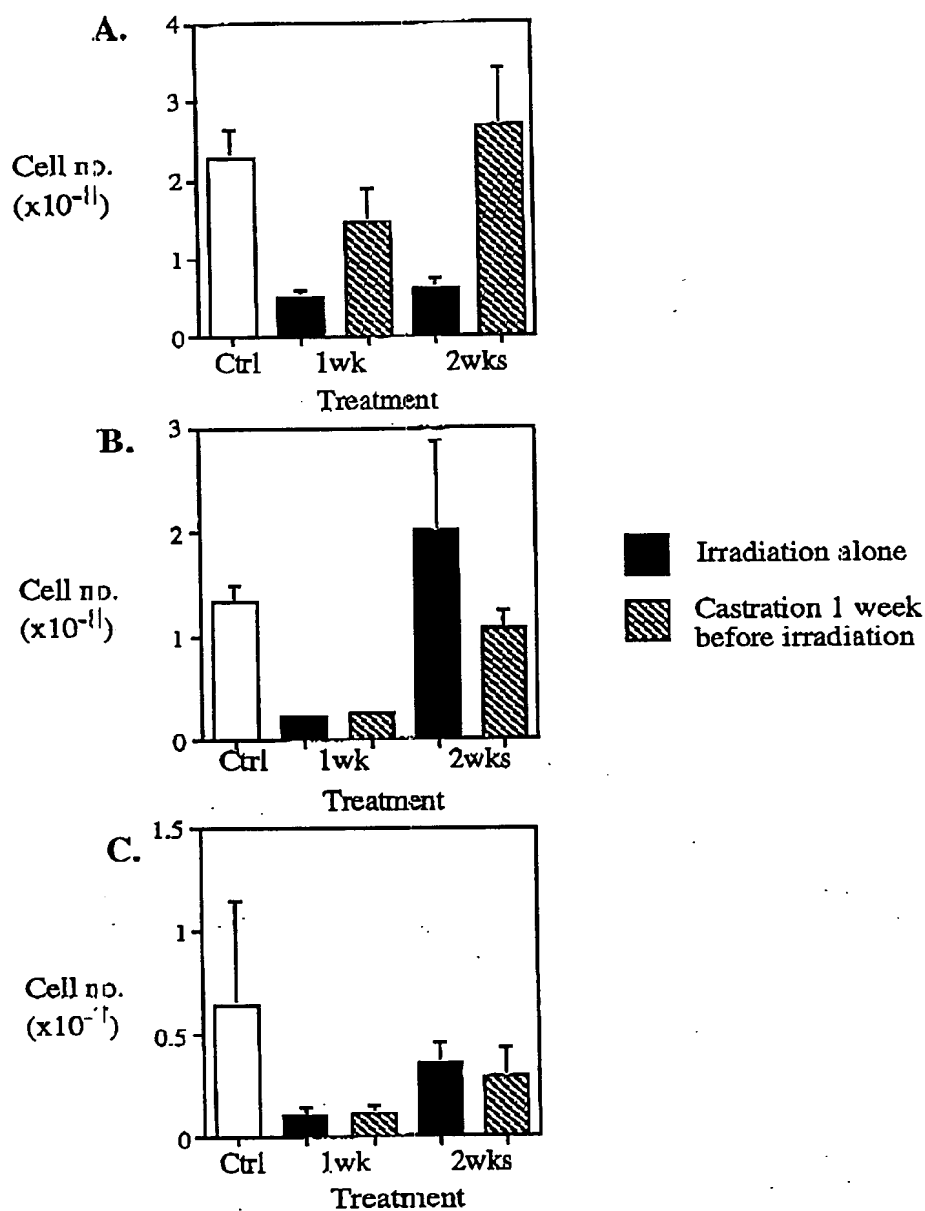 A.
4
3
2
1
0
Cell no.
Ctrl
1wk
2wks
Treatment
B.
3
2
1
0
Cell no.
Ctrl
1wk
2wks
Treatment
Irradiation alone
Castration 1 week
before irradiation
C.
1.5
1
0.5
0
Cell no.
Ctrl
1wk
2wks
Treatment